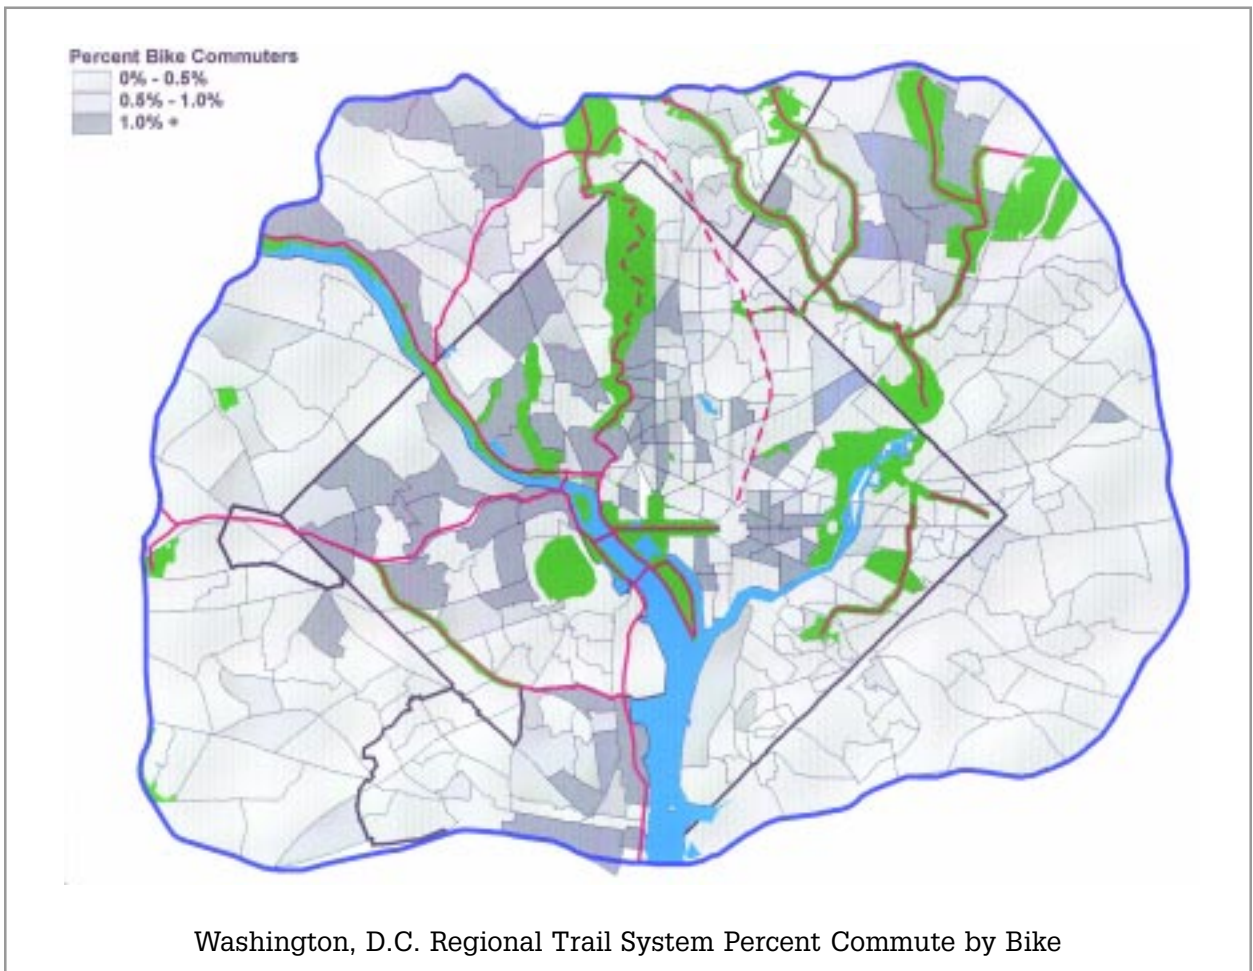 Percent Bike Commuters
0% - 0.5%
0.5% - 1.0%
1.0% +
Washington, D.C. Regional Trail System Percent Commute by Bike